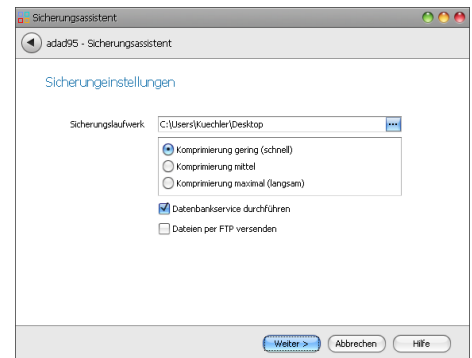 Sicherungsassistent
adad95 - Sicherungsassistent
Sicherungeinstellungen
Sicherungslaufwerk C:\Users\Kuechler\Desktop
Komprimierung gering (schnell)
Komprimierung mittel
Komprimierung maximal (langsam)
Datenbankservice durchführen
Dateien per FTP versenden
Weiter > Abbrechen Hilfe